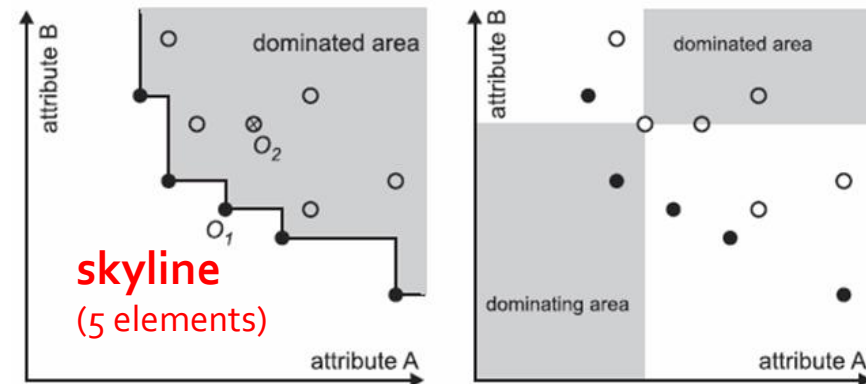 attribute B
dominated area
O2
O1
skyline
(5 elements)
attribute A
attribute B
dominated area
dominating area
attribute A